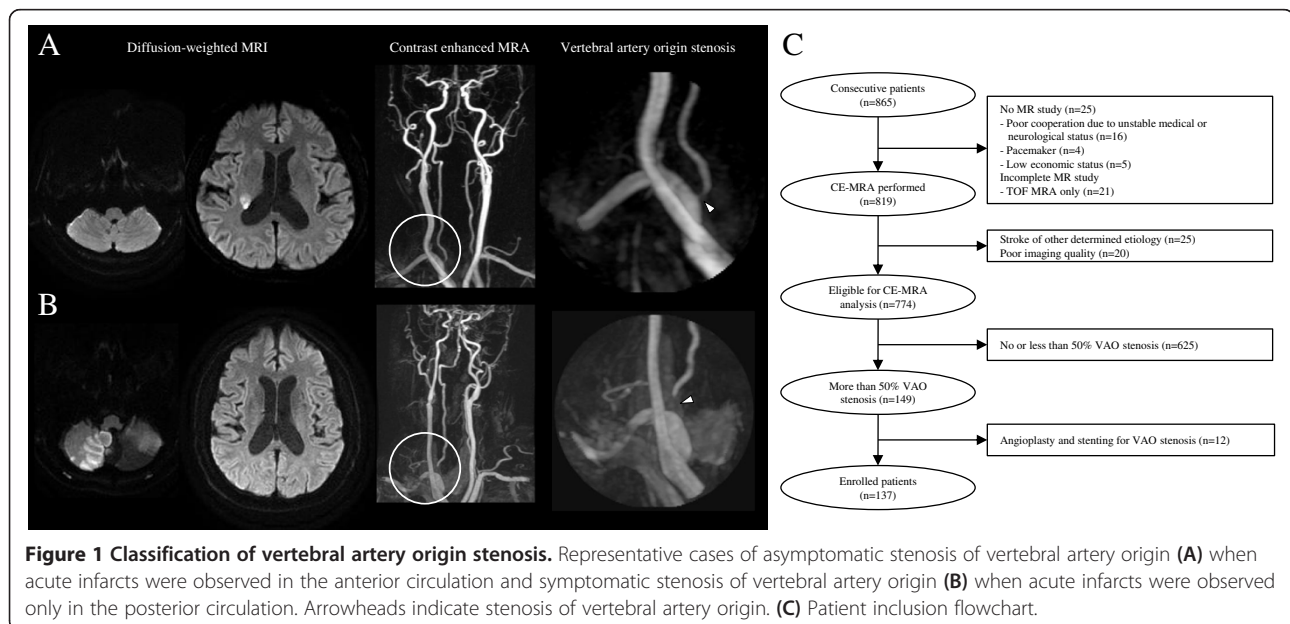 A
Diffusion-weighted MRI
Contrast enhanced MRA
Vertebral artery origin stenosis
B
C
Consecutive patients
(n=865)
No MR study (n=25)
- Poor cooperation due to unstable medical or
neurological status (n=16)
- Pacemaker (n=4)
- Low economic status (n=5)
Incomplete MR study
- TOF MRA only (n=21)
CE-MRA performed
(n=819)
Stroke of other determined etiology (n=25)
Poor imaging quality (n=20)
Eligible for CE-MRA
analysis (n=774)
No or less than 50% VAO stenosis (n=625)
More than 50% VAO
stenosis (n=149)
Angioplasty and stenting for VAO stenosis (n=12)
Enrolled patients
(n=137)
Figure 1 Classification of vertebral artery origin stenosis. Representative cases of asymptomatic stenosis of vertebral artery origin (A) when
acute infarcts were observed in the anterior circulation and symptomatic stenosis of vertebral artery origin (B) when acute infarcts were observed
only in the posterior circulation. Arrowheads indicate stenosis of vertebral artery origin. (C) Patient inclusion flowchart.